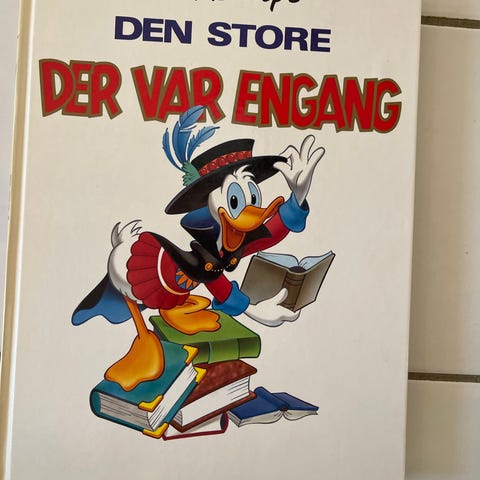 DEN STORE
DER VAR ENGANG